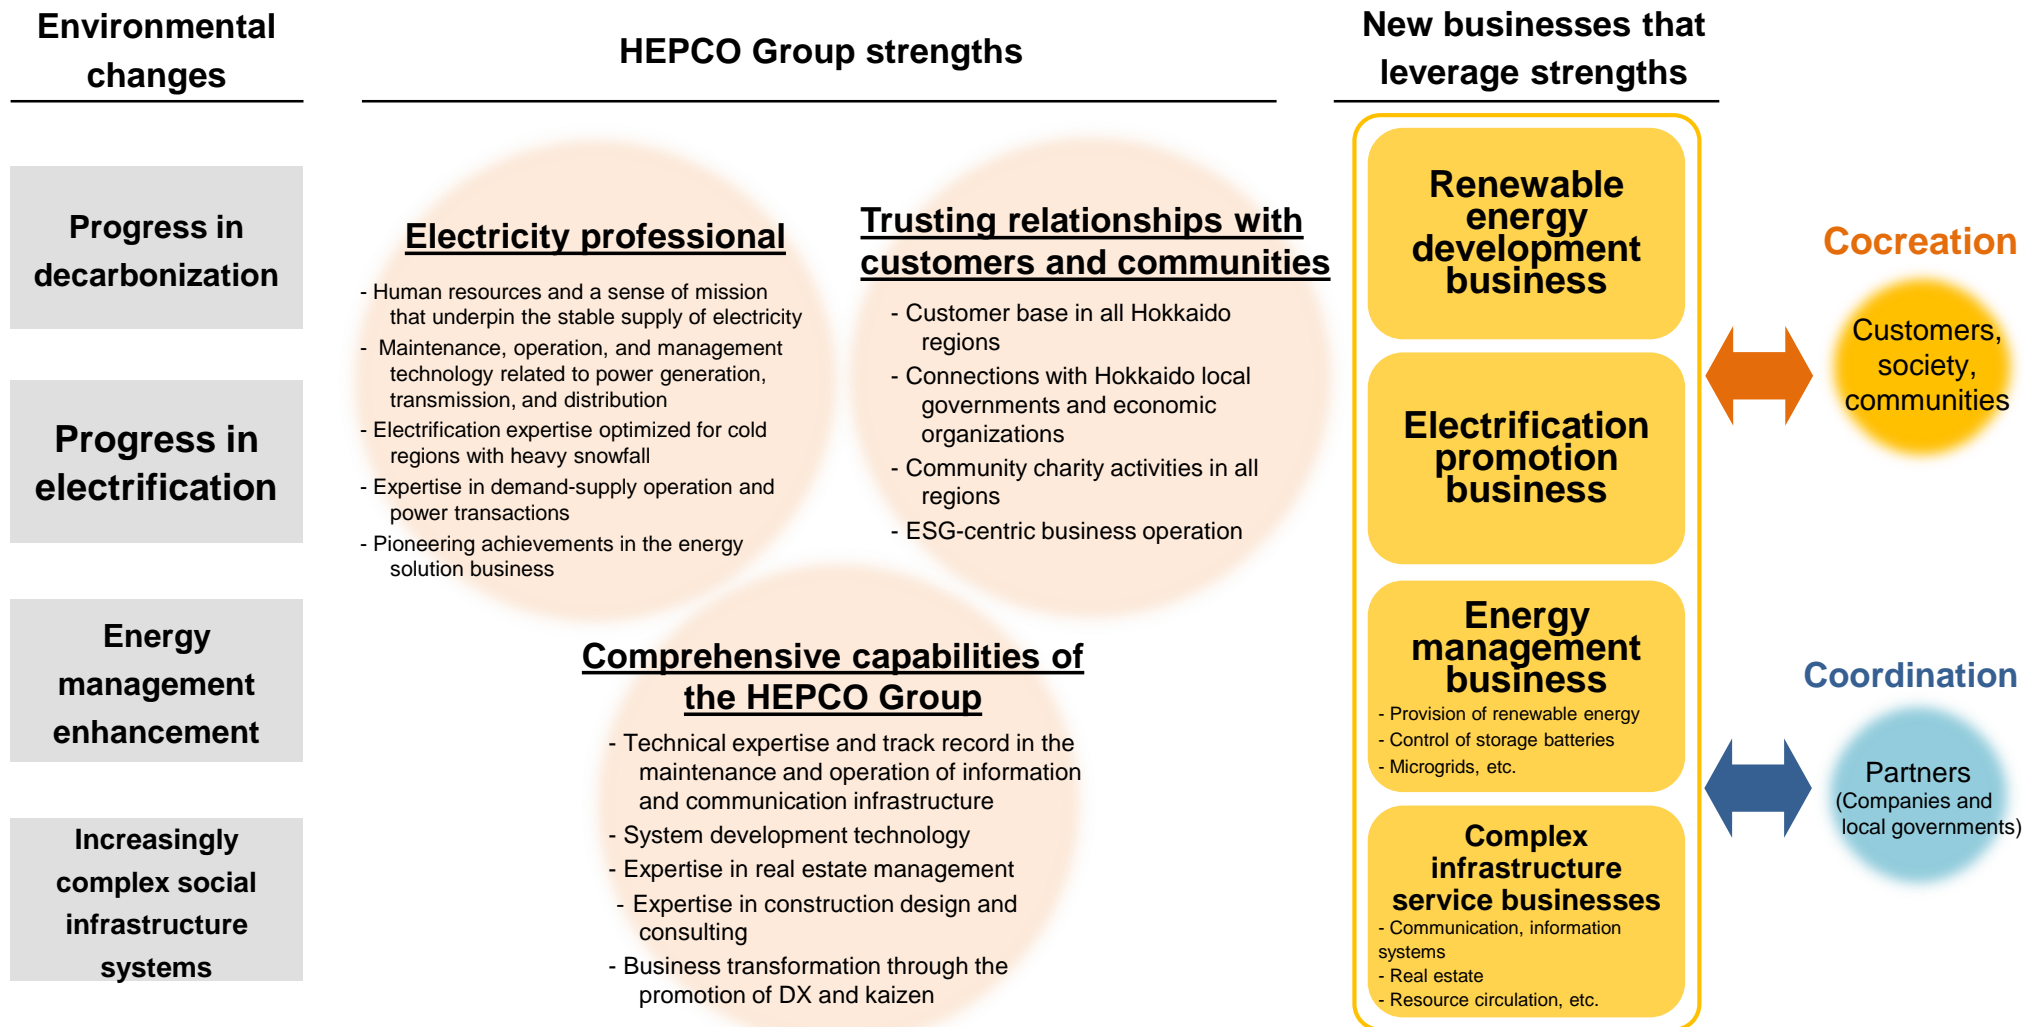 Environmental
changes
HEPCO Group strengths
New businesses that
leverage strengths
Progress in
decarbonization
Progress in
electrification
Energy
management
enhancement
Increasingly
complex social
infrastructure
systems
Electricity professional
- Human resources and a sense of mission
that underpin the stable supply of electricity
- Maintenance, operation, and management
technology related to power generation,
transmission, and distribution
- Electrification expertise optimized for cold
regions with heavy snowfall
- Expertise in demand-supply operation and
power transactions
- Pioneering achievements in the energy
solution business
Trusting relationships with
customers and communities
- Customer base in all Hokkaido
regions
- Connections with Hokkaido local
governments and economic
organizations
- Community charity activities in all
regions
- ESG-centric business operation
Comprehensive capabilities of
the HEPCO Group
- Technical expertise and track record in the
maintenance and operation of information
and communication infrastructure
- System development technology
- Expertise in real estate management
- Expertise in construction design and
consulting
- Business transformation through the
promotion of DX and kaizen
Renewable
energy
development
business
Electrification
promotion
business
Energy
management
business
- Provision of renewable energy
- Control of storage batteries
- Microgrids, etc.
Complex
infrastructure
service businesses
- Communication, information
systems
- Real estate
- Resource circulation, etc.
Cocreation
Customers,
society,
communities
Coordination
Partners
(Companies and
local governments)